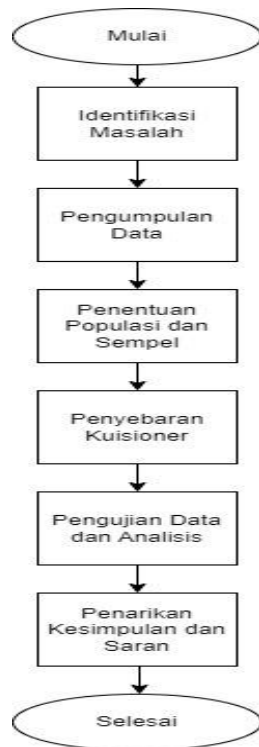 Mulai
Identifikasi
Masalah
Pengumpulan
Data
Penentuan
Populasi dan
Sempel
Penyebaran
Kuisioner
Pengujian Data
dan Analisis
Penarikan
Kesimpulan dan
Saran
Selesai